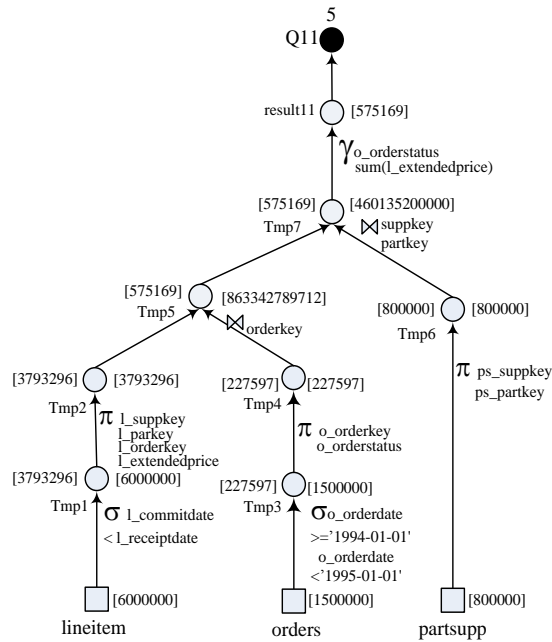 5
Q11
result11 [575169]
γ o_orderstatus
sum(l_extendedprice)
[575169] [460135200000]
Tmp7 ⋈ suppkey
partkey
[575169] [863342789712]
Tmp5 ⋈ orderkey
[800000] [800000]
Tmp6
π ps_suppkey
ps_partkey
[3793296] [3793296]
Tmp2
π l_suppkey
l_parkey
l_orderkey
l_extendedprice
[227597] [227597]
Tmp4
π o_orderkey
o_orderstatus
[3793296] [6000000]
Tmp1
σ l_commitdate
< l_receiptdate
[227597] [1500000]
Tmp3
σ o_orderdate
>='1994-01-01'
o_orderdate
<'1995-01-01'
[6000000]
lineitem
[1500000]
orders
[800000]
partsupp